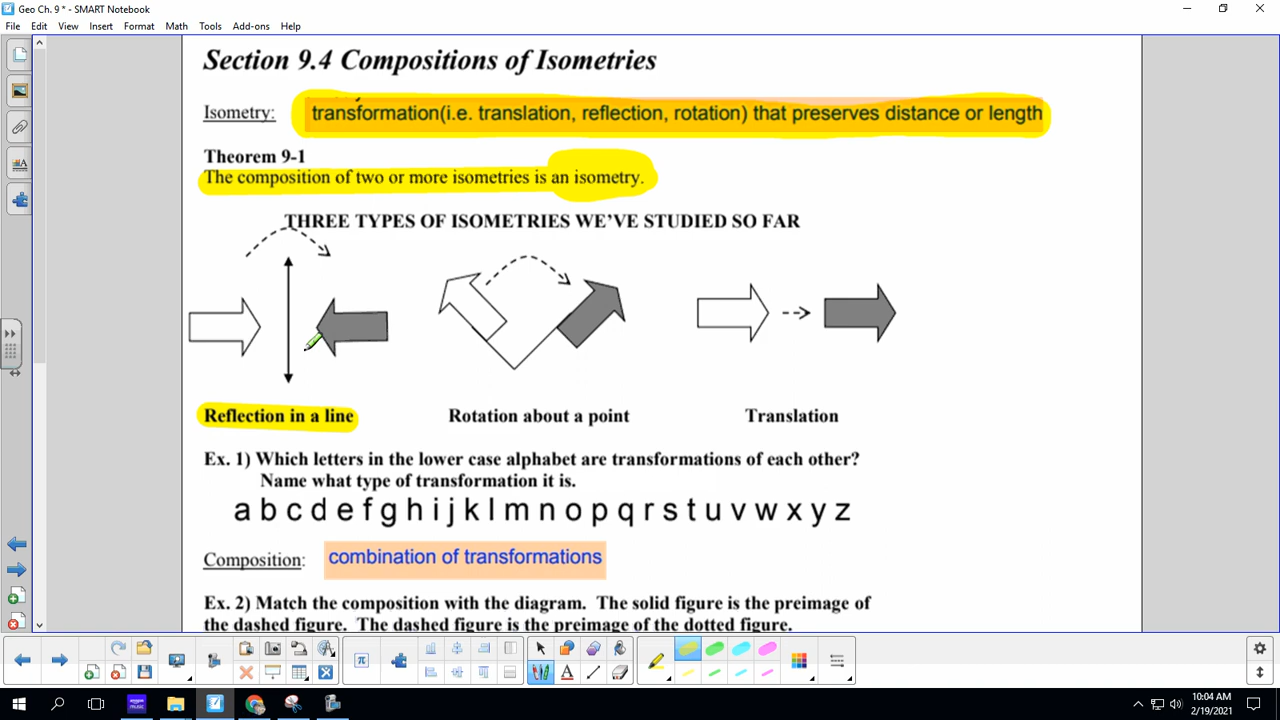 Geo Ch. 9 * - SMART Notebook
File Edit View Insert Format Math Tools Add-ons Help
Section 9.4 Compositions of Isometries
Isometry: transformation(i.e. translation, reflection, rotation) that preserves distance or length
Theorem 9-1
The composition of two or more isometries is an isometry.
THREE TYPES OF ISOMETRIES WE'VE STUDIED SO FAR
Reflection in a line Rotation about a point Translation
Ex. 1) Which letters in the lower case alphabet are transformations of each other?
Name what type of transformation it is.
a b c d e f g h i j k l m n o p q r s t u v w x y z
Composition: combination of transformations
Ex. 2) Match the composition with the diagram. The solid figure is the preimage of
the dashed figure. The dashed figure is the preimage of the dotted figure.
10:04 AM
2/19/2021